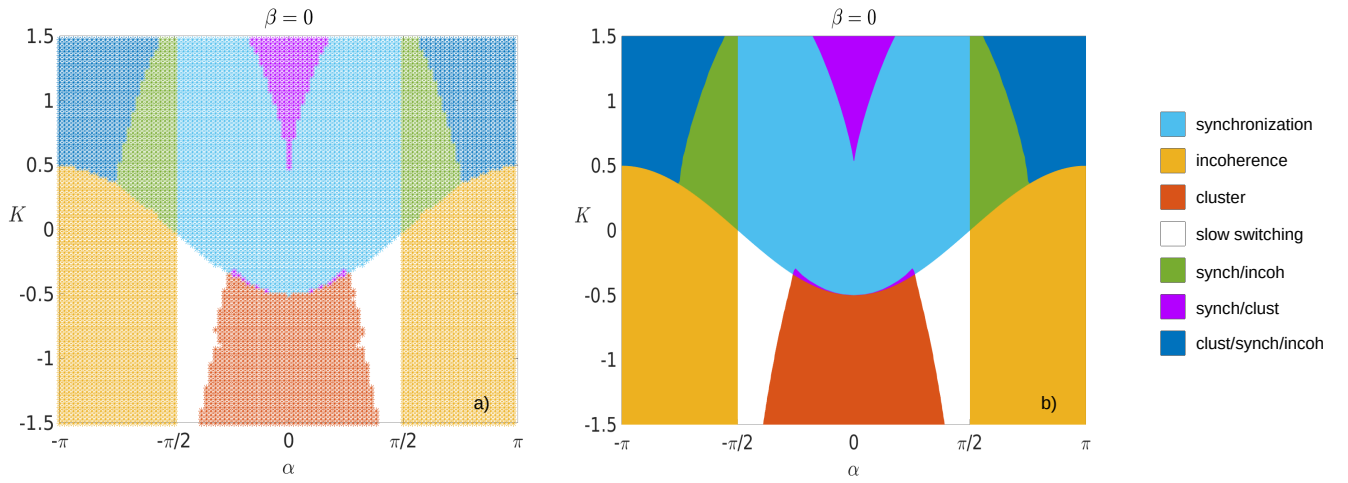 β = 0
1.5
1
0.5
0
-0.5
-1
-1.5
K
-π
-π/2
0
π/2
π
α
a)
β = 0
1.5
1
0.5
0
-0.5
-1
-1.5
K
-π
-π/2
0
π/2
π
α
b)
synchronization
incoherence
cluster
slow switching
synch/incoh
synch/clust
clust/synch/incoh